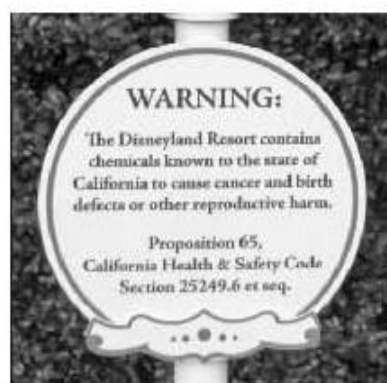 WARNING:
The Disneyland Resort contains
chemicals known to the state of
California to cause cancer and birth
defects or other reproductive harm.
Proposition 65,
California Health & Safety Code
Section 25249.6 et seq.